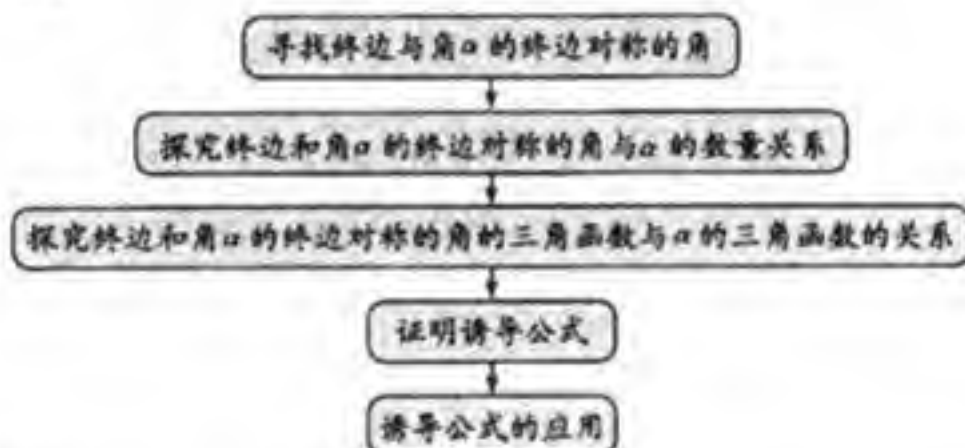 寻找终边与角α的终边对称的角
探究终边和角α的终边对称的角与α的数量关系
探究终边和角α的终边对称的角的三角函数与α的三角函数的关系
证明诱导公式
诱导公式的应用